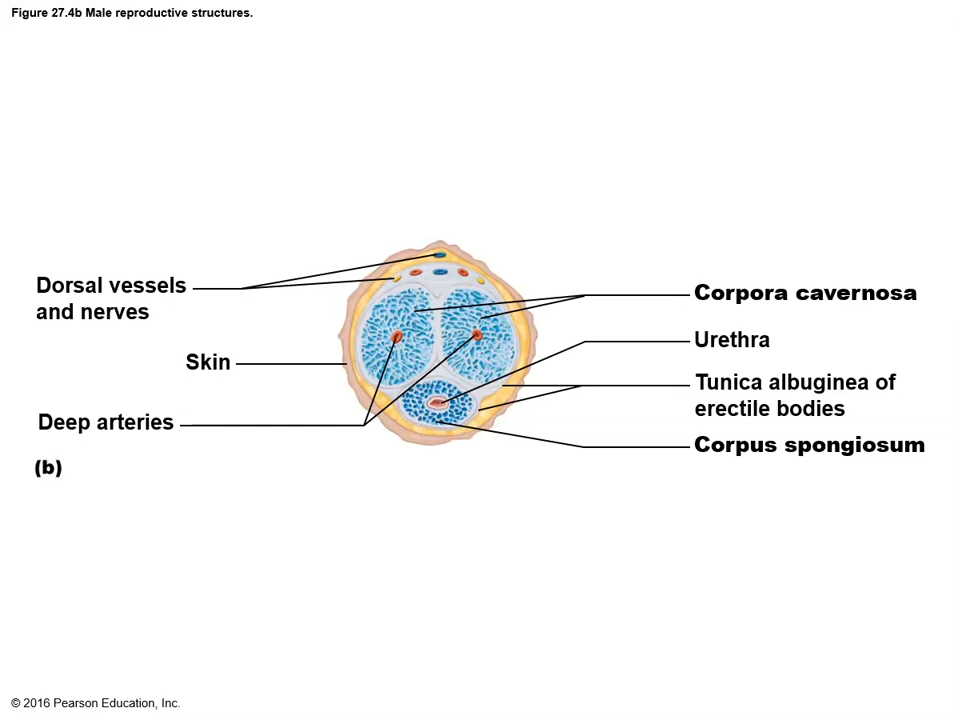 Figure 27.4b Male reproductive structures.
Dorsal vessels
and nerves
Skin
Deep arteries
(b)
Corpora cavernosa
Urethra
Tunica albuginea of
erectile bodies
Corpus spongiosum
© 2016 Pearson Education, Inc.